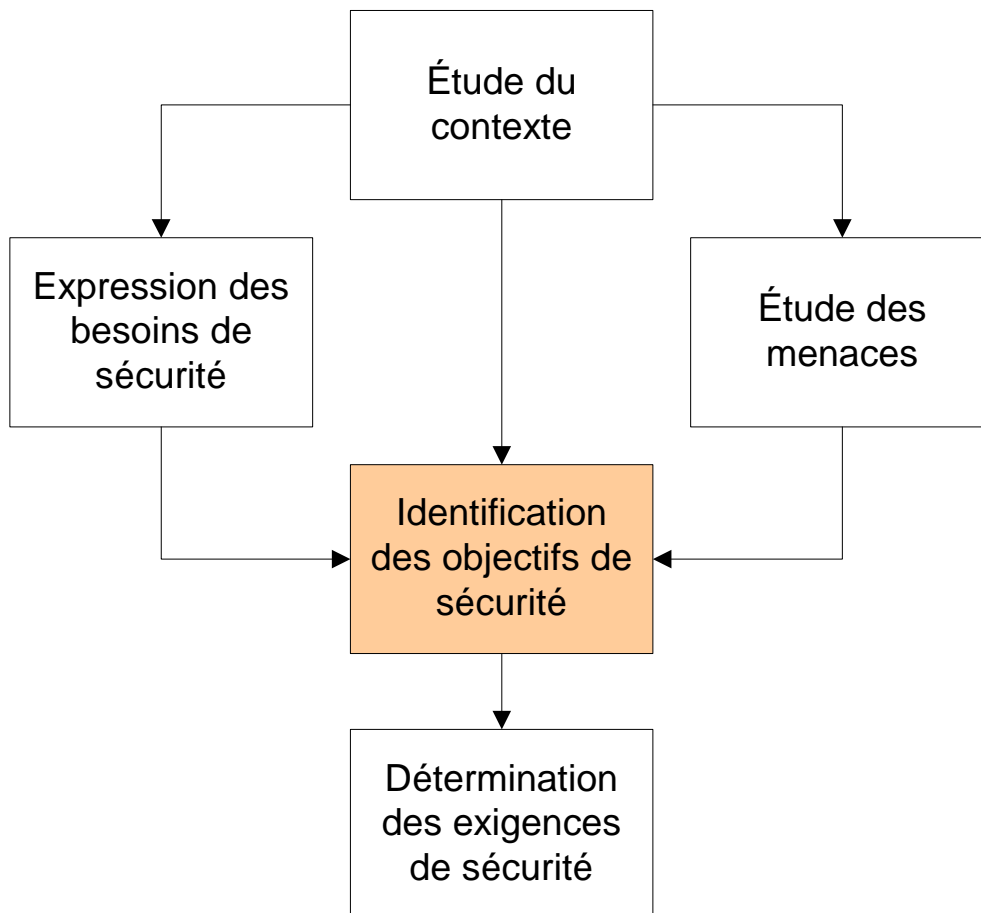 Étude du
contexte
Expression des
besoins de
sécurité
Étude des
menaces
Identification
des objectifs de
sécurité
Détermination
des exigences
de sécurité